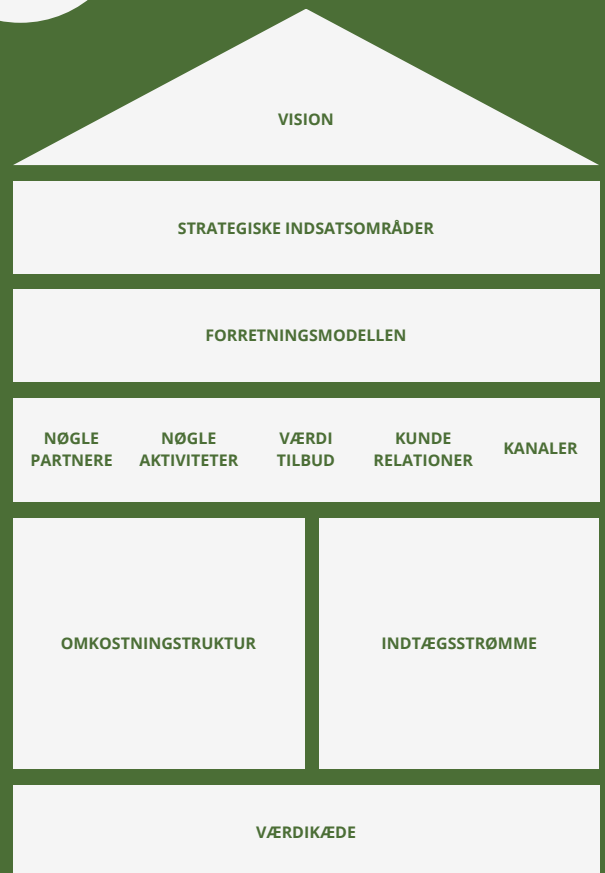 VISION
STRATEGISKE INDSATSOMRÅDER
FORRETNINGSMODELLEN
NØGLE
PARTNERE
NØGLE
AKTIVITETER
VÆRDI
TILBUD
KUNDE
RELATIONER
KANALER
OMKOSTNINGSTRUKTUR
INDTÆGSSTRØMME
VÆRDIKÆDE